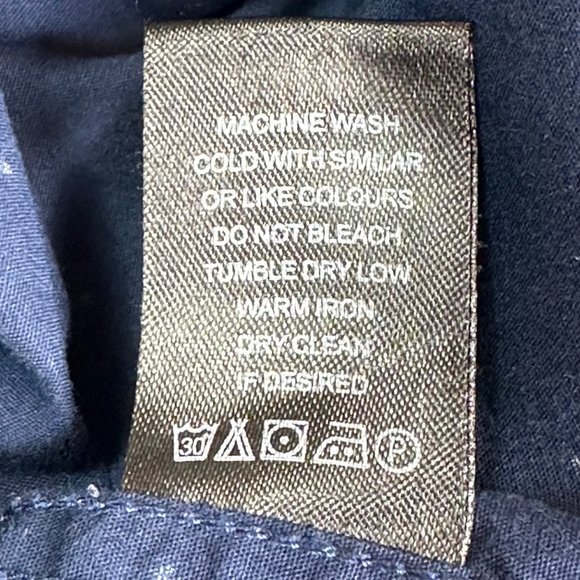 MACHINE WASH
COLD WITH SIMILAR
OR LIKE COLOURS
DO NOT BLEACH
TUMBLE DRY LOW
WARM IRON
DRY CLEAN
IF DESIRED
30 P